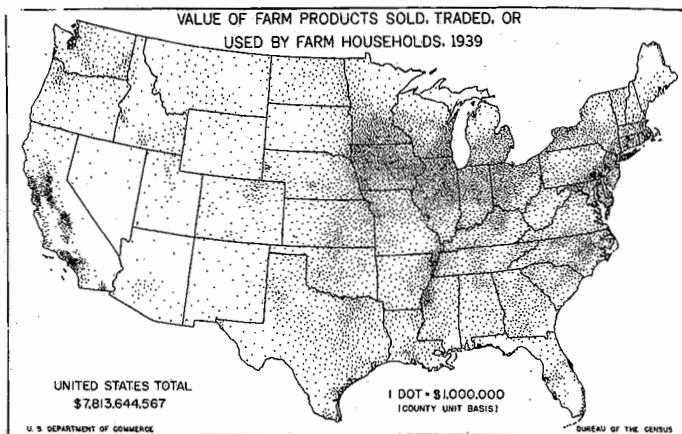 VALUE OF FARM PRODUCTS SOLD, TRADED, OR
USED BY FARM HOUSEHOLDS, 1939
UNITED STATES TOTAL
$7,813,644,567
1 DOT = $1,000,000
(COUNTY UNIT BASIS)
U. S. DEPARTMENT OF COMMERCE
BUREAU OF THE CENSUS